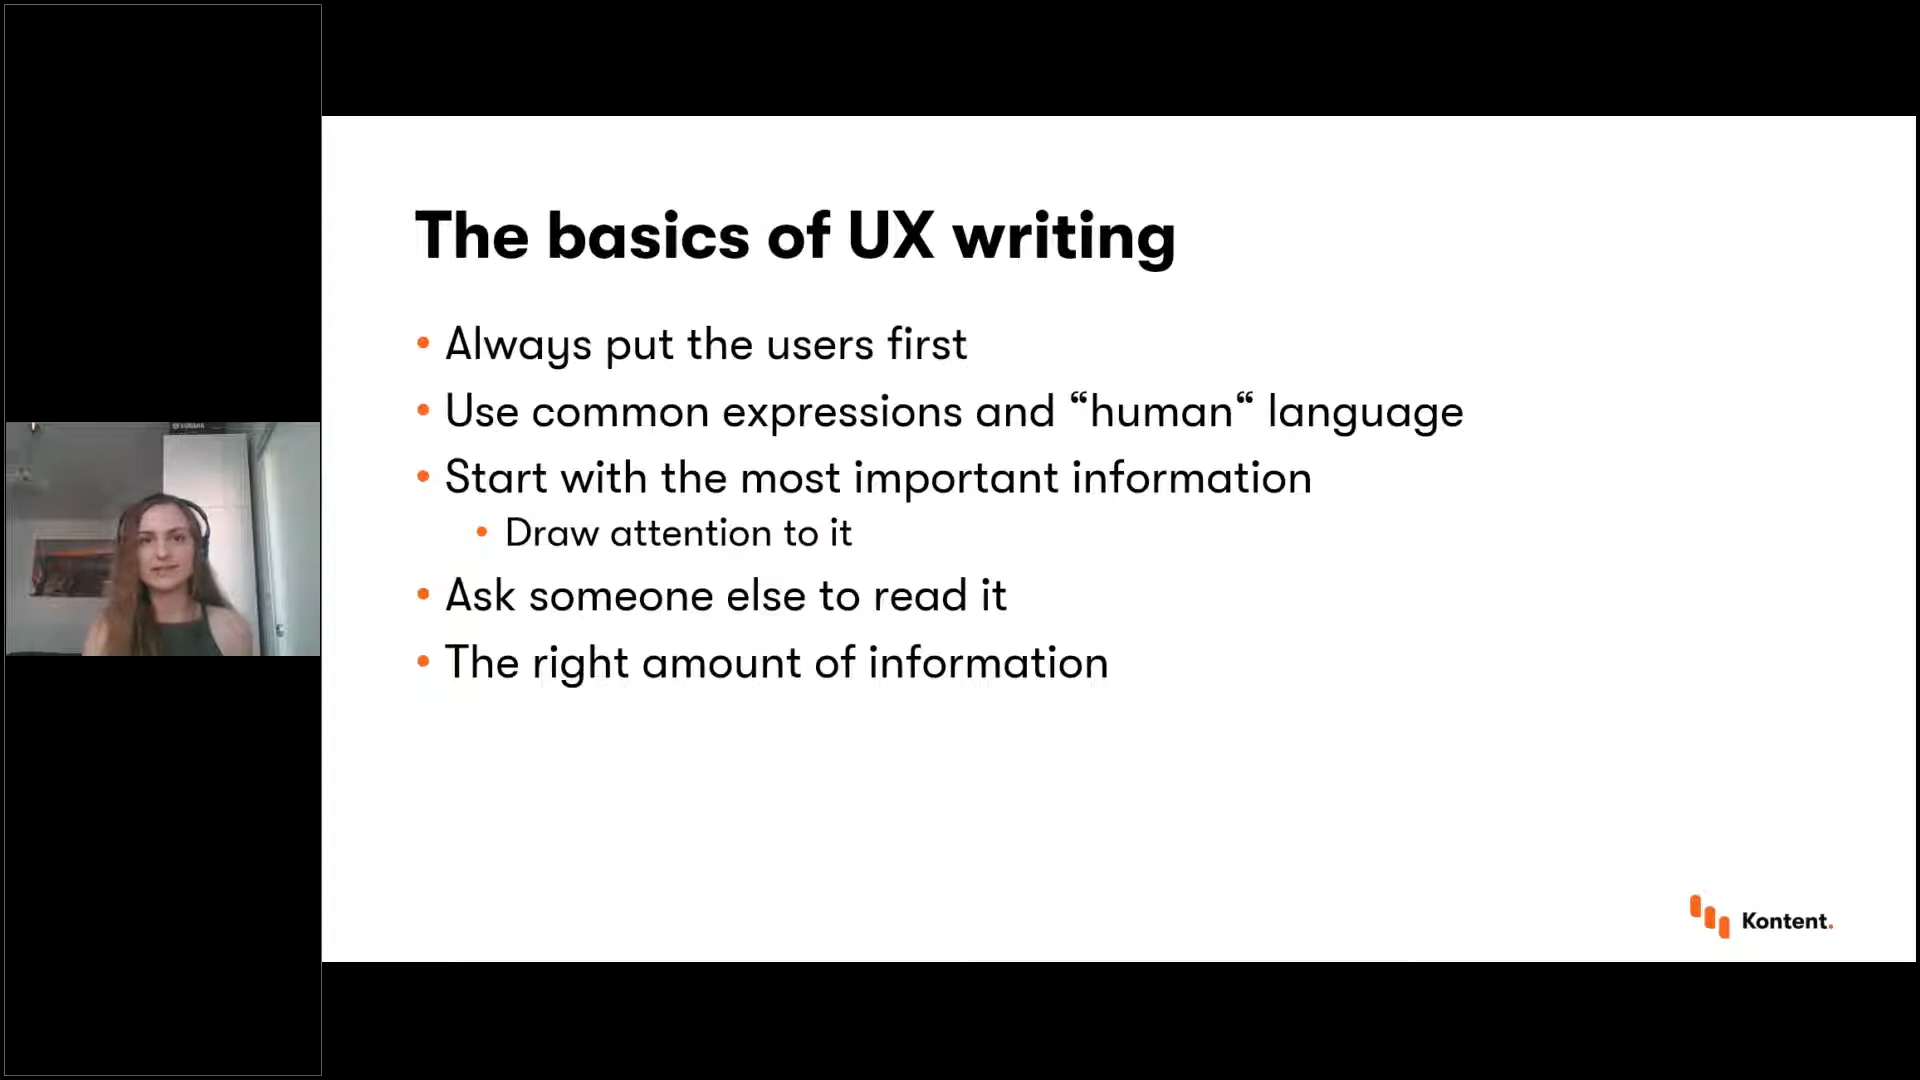 The basics of UX writing
• Always put the users first
• Use common expressions and “human“ language
• Start with the most important information
• Draw attention to it
• Ask someone else to read it
• The right amount of information
Kontent.